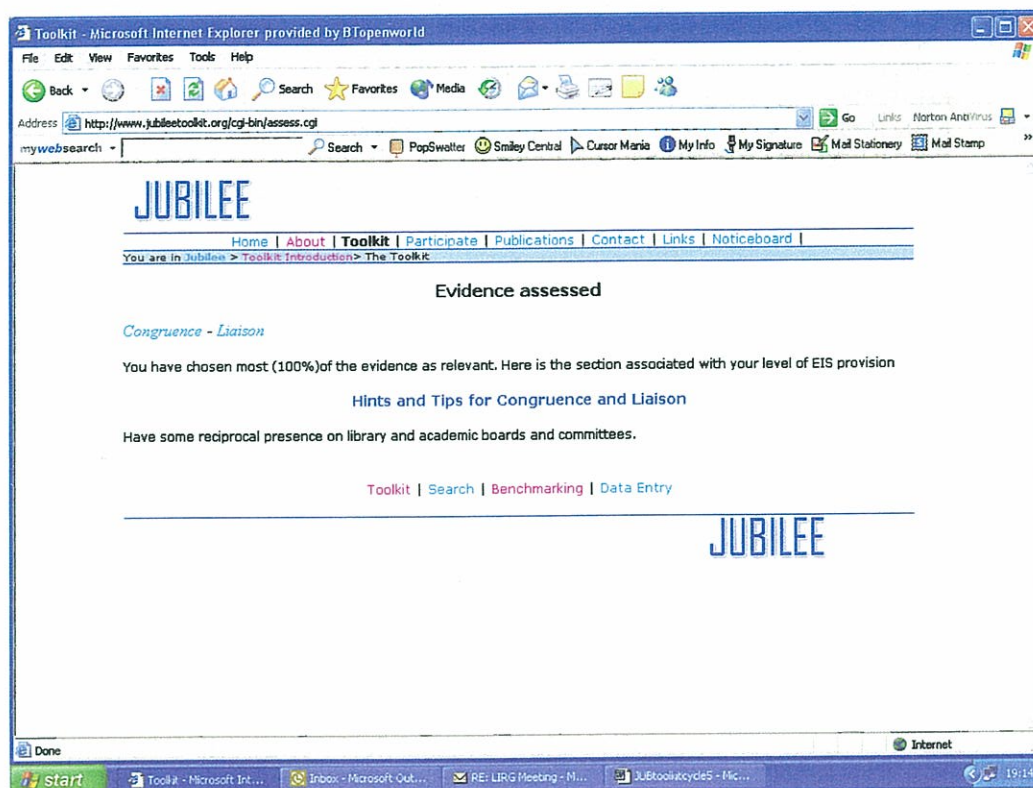 Toolkit - Microsoft Internet Explorer provided by BTopenworld
File Edit View Favorites Tools Help
Back Search Favorites Media
Address http://www.jubileetoolkit.org/cgi-bin/assess.cgi Go Links Norton AntiVirus
mywebsearch Search PopSwatter Smiley Central Cursor Mania My Info My Signature Mail Stationery Mail Stamp »
JUBILEE
Home | About | Toolkit | Participate | Publications | Contact | Links | Noticeboard |
You are in Jubilee > Toolkit Introduction> The Toolkit
Evidence assessed
Congruence - Liaison
You have chosen most (100%)of the evidence as relevant. Here is the section associated with your level of EIS provision
Hints and Tips for Congruence and Liaison
Have some reciprocal presence on library and academic boards and committees.
Toolkit | Search | Benchmarking | Data Entry
JUBILEE
Done Internet
start Toolkit - Microsoft Int... Inbox - Microsoft Out... RE: LIRG Meeting - M... JUBtoolistcycle5 - Mic... 19:14